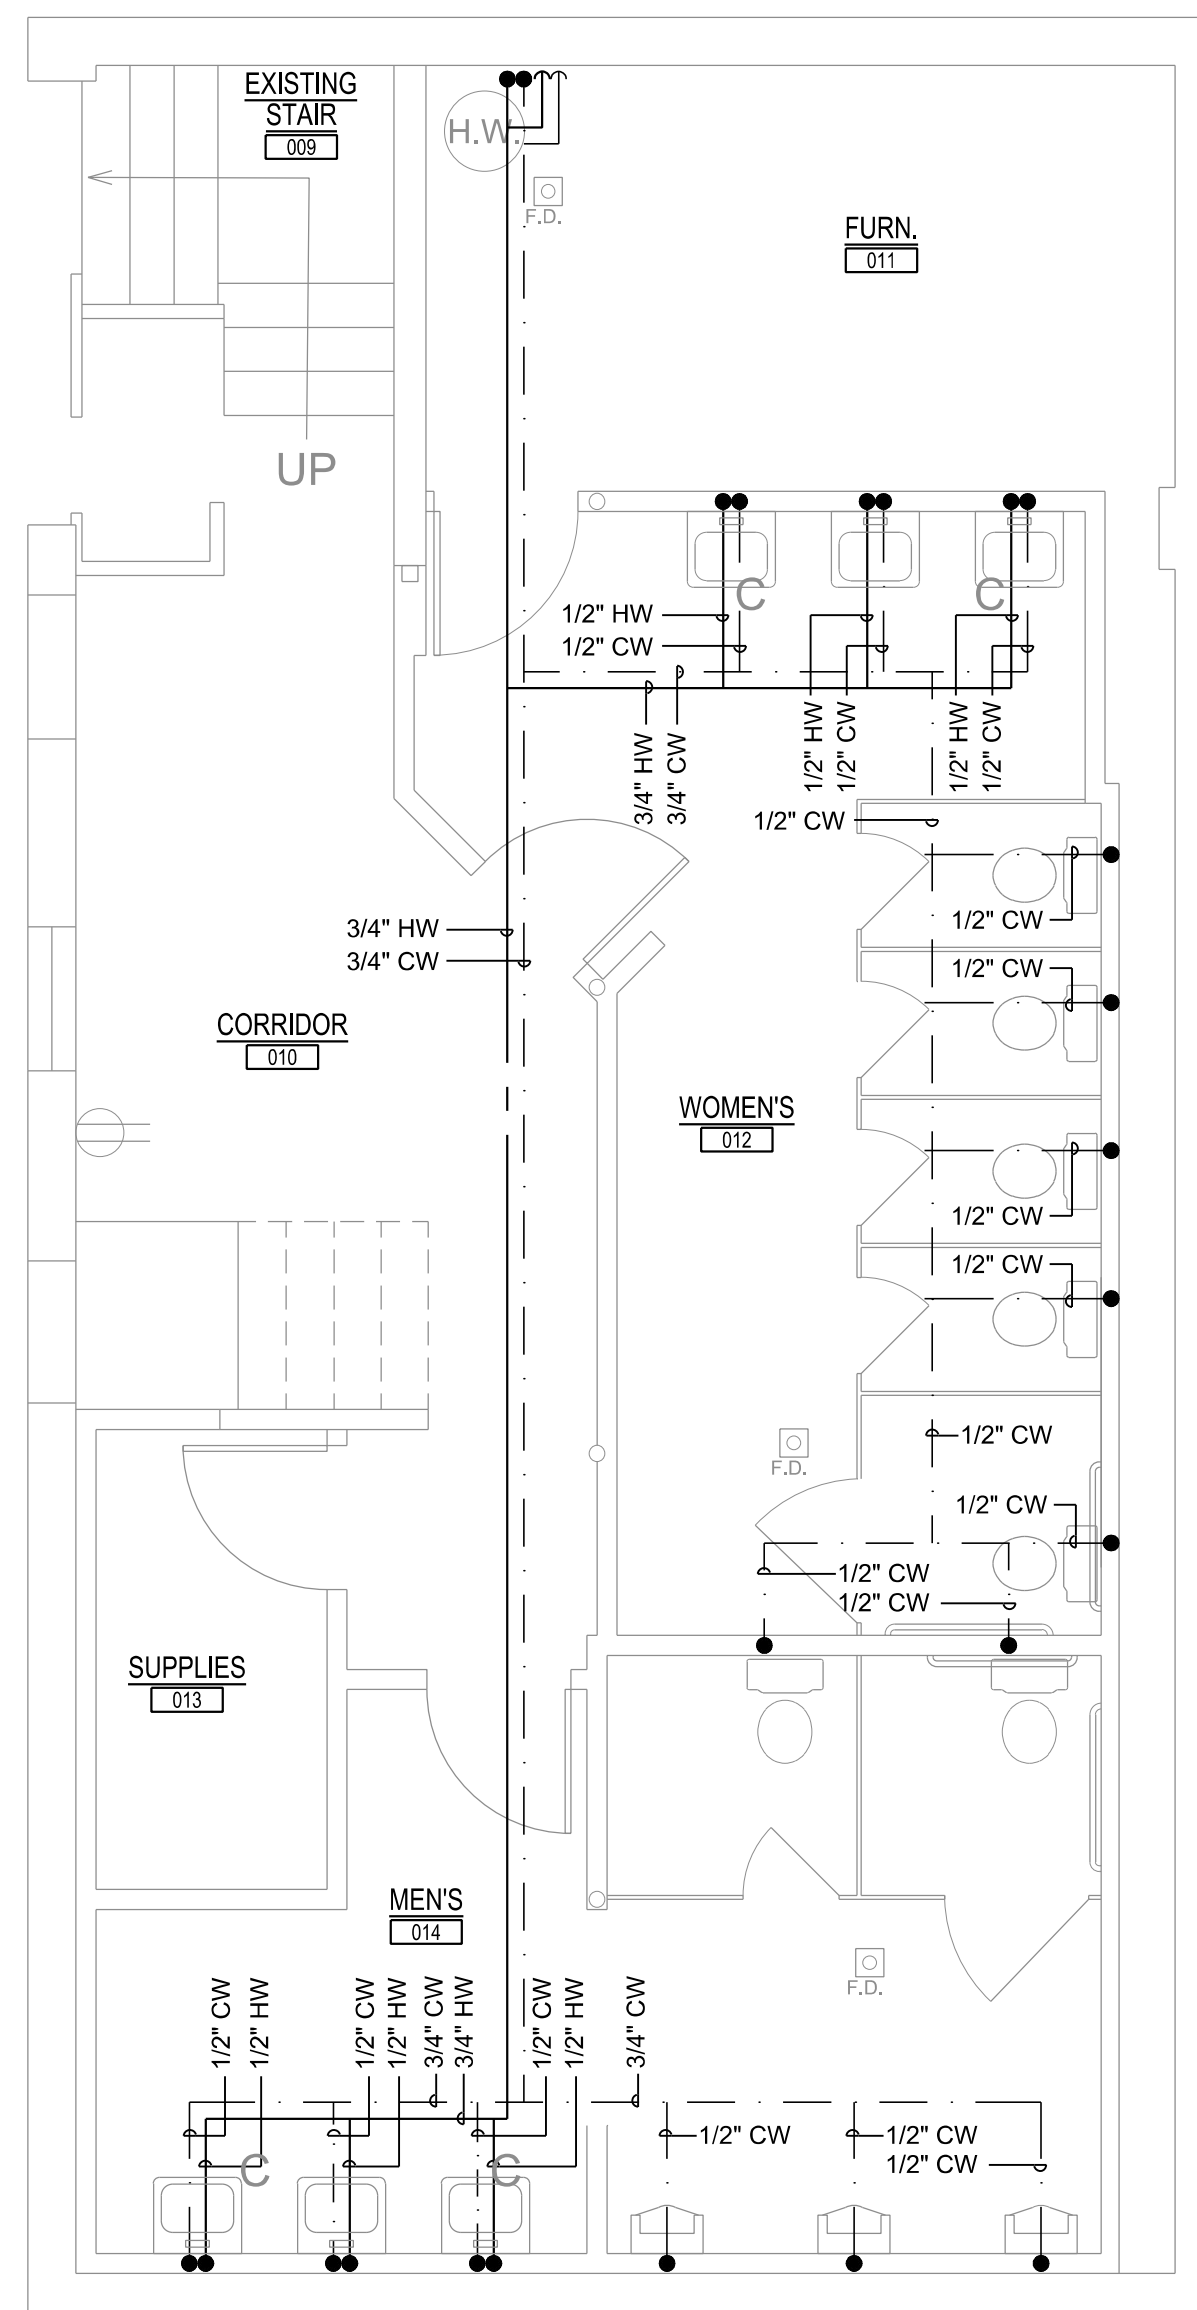 EXISTING
STAIR
009
H.W.
F.D.
FURN.
011
UP
C
C
1/2" HW
1/2" CW
3/4" HW
3/4" CW
1/2" HW
1/2" CW
1/2" HW
1/2" CW
1/2" CW
1/2" CW
3/4" HW
3/4" CW
1/2" CW
CORRIDOR
010
WOMEN'S
012
1/2" CW
1/2" CW
1/2" CW
F.D.
1/2" CW
1/2" CW
1/2" CW
SUPPLIES
013
MEN'S
014
F.D.
1/2" CW
1/2" HW
1/2" CW
1/2" HW
3/4" CW
3/4" HW
1/2" CW
1/2" HW
3/4" CW
1/2" CW
1/2" CW
1/2" CW
C
C